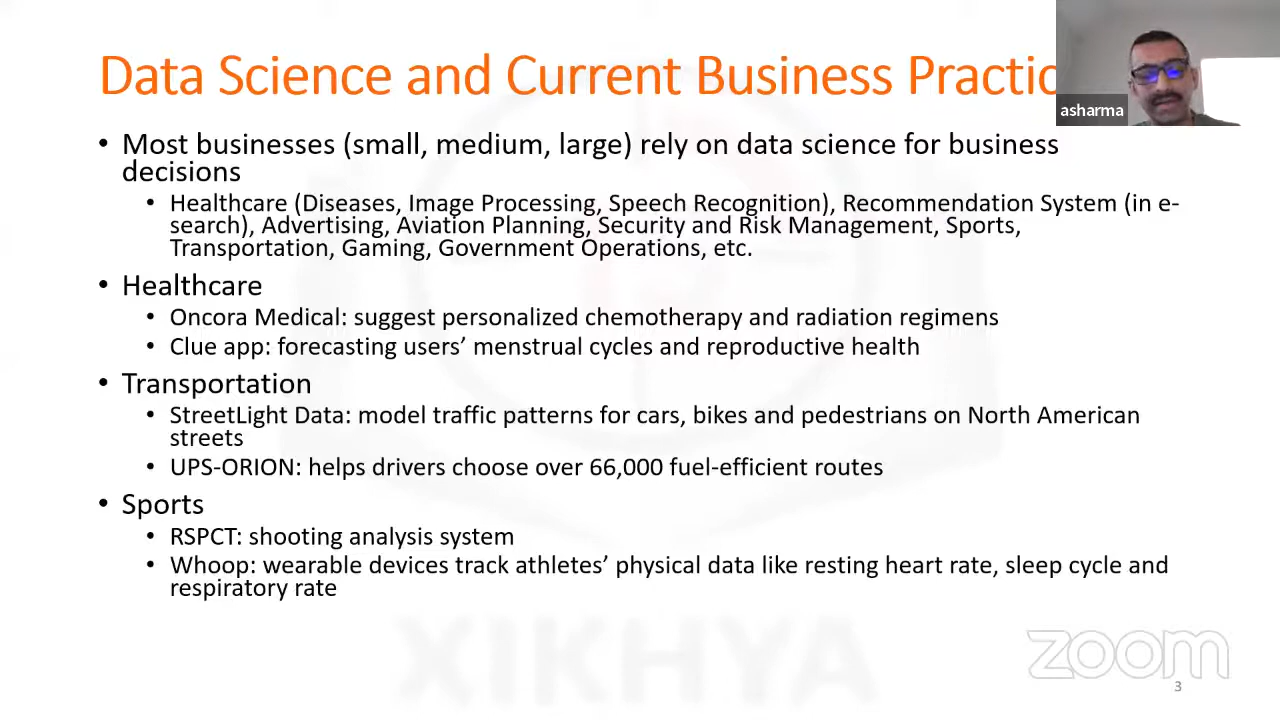 Data Science and Current Business Practic
asharma
• Most businesses (small, medium, large) rely on data science for business
decisions
• Healthcare (Diseases, Image Processing, Speech Recognition), Recommendation System (in e-
search), Advertising, Aviation Planning, Security and Risk Management, Sports,
Transportation, Gaming, Government Operations, etc.
• Healthcare
• Oncora Medical: suggest personalized chemotherapy and radiation regimens
• Clue app: forecasting users’ menstrual cycles and reproductive health
• Transportation
• StreetLight Data: model traffic patterns for cars, bikes and pedestrians on North American
streets
• UPS-ORION: helps drivers choose over 66,000 fuel-efficient routes
• Sports
• RSPCT: shooting analysis system
• Whoop: wearable devices track athletes’ physical data like resting heart rate, sleep cycle and
respiratory rate
XIKHYA
zoom
3